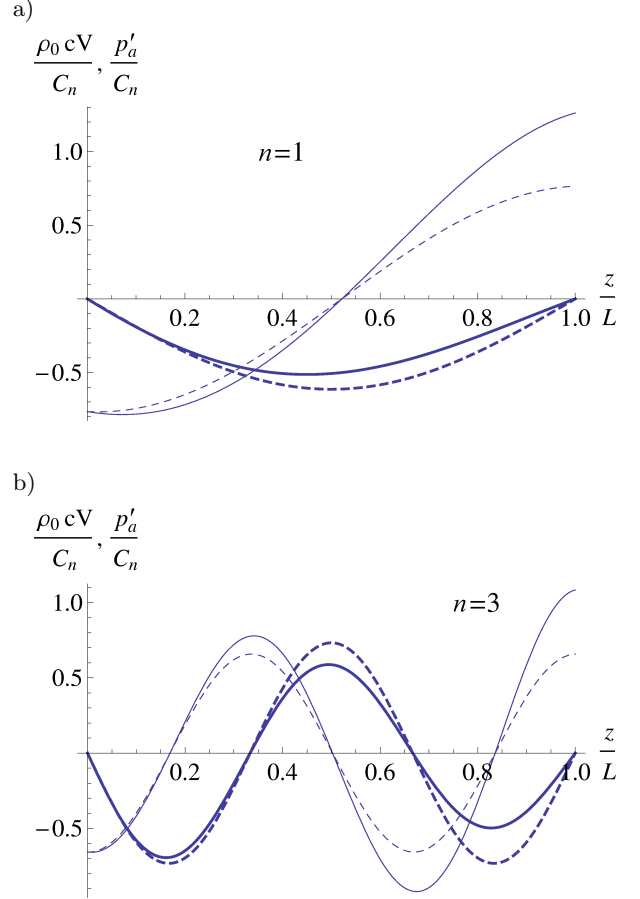 a)
ρ₀ cV / Cₙ , p′ₐ / Cₙ
1.0
n=1
0.5
z / L
0.2 0.4 0.6 0.8 1.0
−0.5
b)
ρ₀ cV / Cₙ , p′ₐ / Cₙ
1.0
n=3
0.5
z / L
0.2 0.4 0.6 0.8 1.0
−0.5